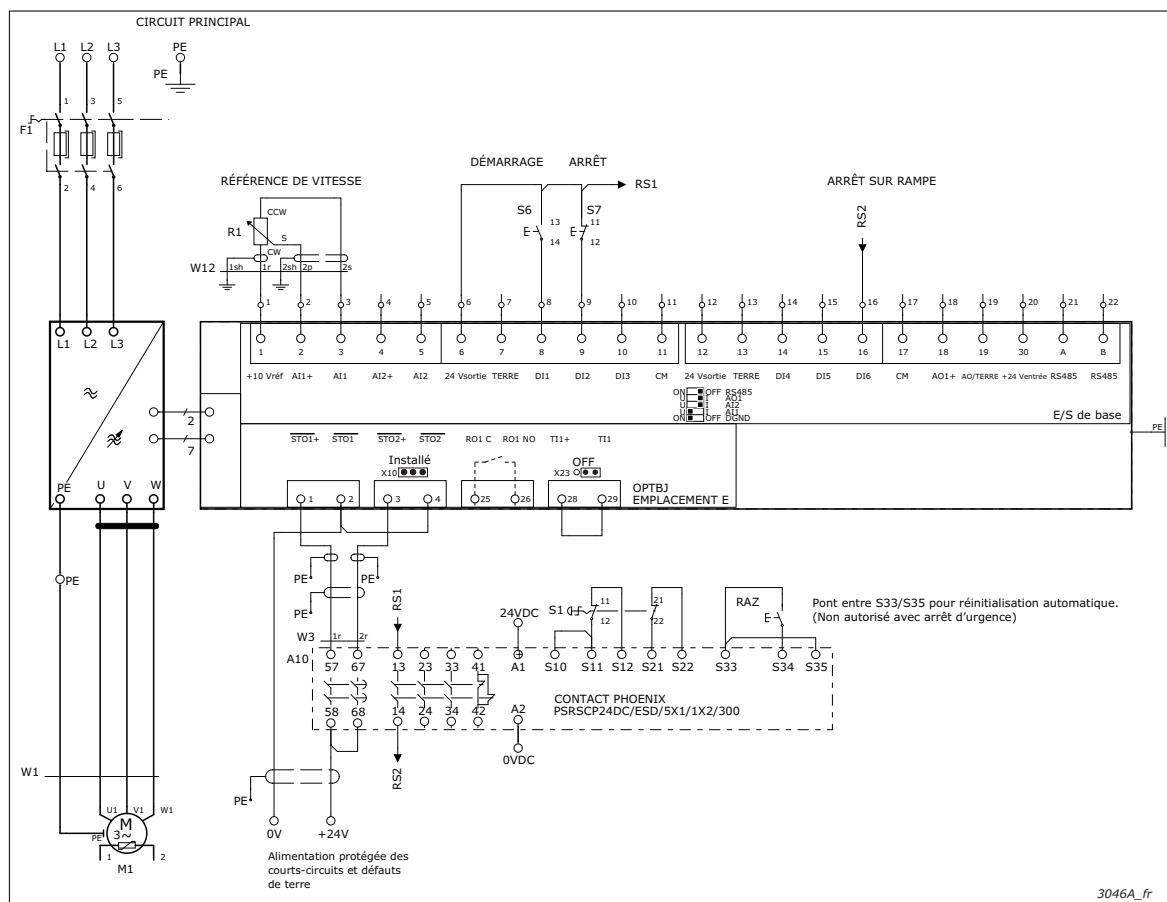 CIRCUIT PRINCIPAL
L1 L2 L3 PE
PE
1 3 5
F1
2 4 6
DÉMARRAGE ARRÊT
RS1
RÉFÉRENCE DE VITESSE
ARRÊT SUR RAMPE
RS2
CCW
R1
S
CW
S6 13
E
14
S7 11
E
12
W12 1sh 1r 2sh 2p 2s
1 2 3 4 5 6 7 8 9 10 11 12 13 14 15 16 17 18 19 20 21 22
L1 L2 L3
1 2 3 4 5 6 7 8 9 10 11 12 13 14 15 16 17 18 19 30 A B
+10 Vréf AI1+ AI1 AI2+ AI2 24 Vsortie TERRE DI1 DI2 DI3 CM 24 Vsortie TERRE DI4 DI5 DI6 CM AO1+ AO/TERRE +24 Ventrée RS485 RS485
ON OFF RS485
U I AO1
U I AI2
U I AI1
ON OFF DGND
E/S de base
2
7
PE
STO1+ STO1 STO2+ STO2 RO1 C RO1 NO TI1+ TI1
Installé
X10
OFF
X23
OPTBJ
EMPLACEMENT E
1 2 3 4 25 26 28 29
PE U V W
PE
PE PE
PE
RS1
24VDC
S1 11
12
21
22
RAZ
E
Pont entre S33/S35 pour réinitialisation automatique.
(Non autorisé avec arrêt d'urgence)
W3 1r 2r
A10
57 67 13 23 33 41 A1 S10 S11 S12 S21 S22 S33 S34 S35
58 68 14 24 34 42 A2
CONTACT PHOENIX
PSRSCP24DC/ESD/5X1/1X2/300
RS2
0VDC
PE
0V +24V
Alimentation protégée des
courts-circuits et défauts
de terre
W1
U1 V1 W1
PE
M
3~
1 2
M1
3046A_fr